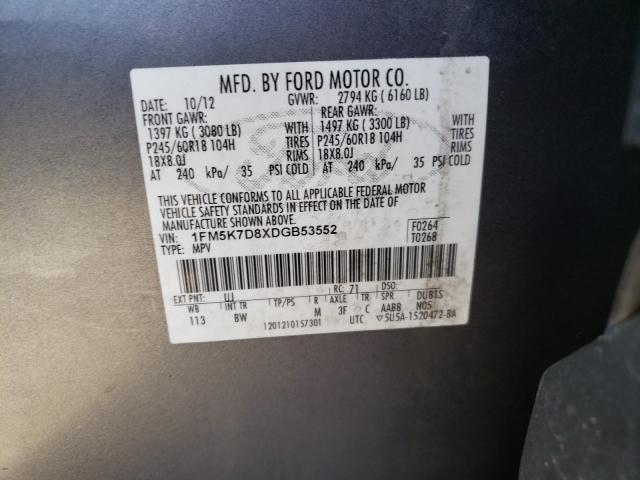 MFD. BY FORD MOTOR CO.
DATE: 10/12 GVWR: 2794 KG ( 6160 LB)
FRONT GAWR: REAR GAWR:
1397 KG ( 3080 LB) WITH 1497 KG ( 3300 LB) WITH
P245/60R18 104H TIRES P245/60R18 104H TIRES
18X8.0J RIMS 18X8.0J RIMS
AT 240 kPa/ 35 PSI COLD AT 240 kPa/ 35 PSI COLD
THIS VEHICLE CONFORMS TO ALL APPLICABLE FEDERAL MOTOR
VEHICLE SAFETY STANDARDS IN EFFECT ON THE DATE OF
MANUFACTURE SHOWN ABOVE.
VIN: 1FM5K7D8XDGB53552 F0264
TYPE: MPV T0268
EXT PNT: UJ RC: 71 DSO:
WB INT TR TP/PS R AXLE TR SPR DUBTS
113 BW M 3F C AABB NO5
1201210157301 UTC ▽5U5A-1520472-BA
Ford